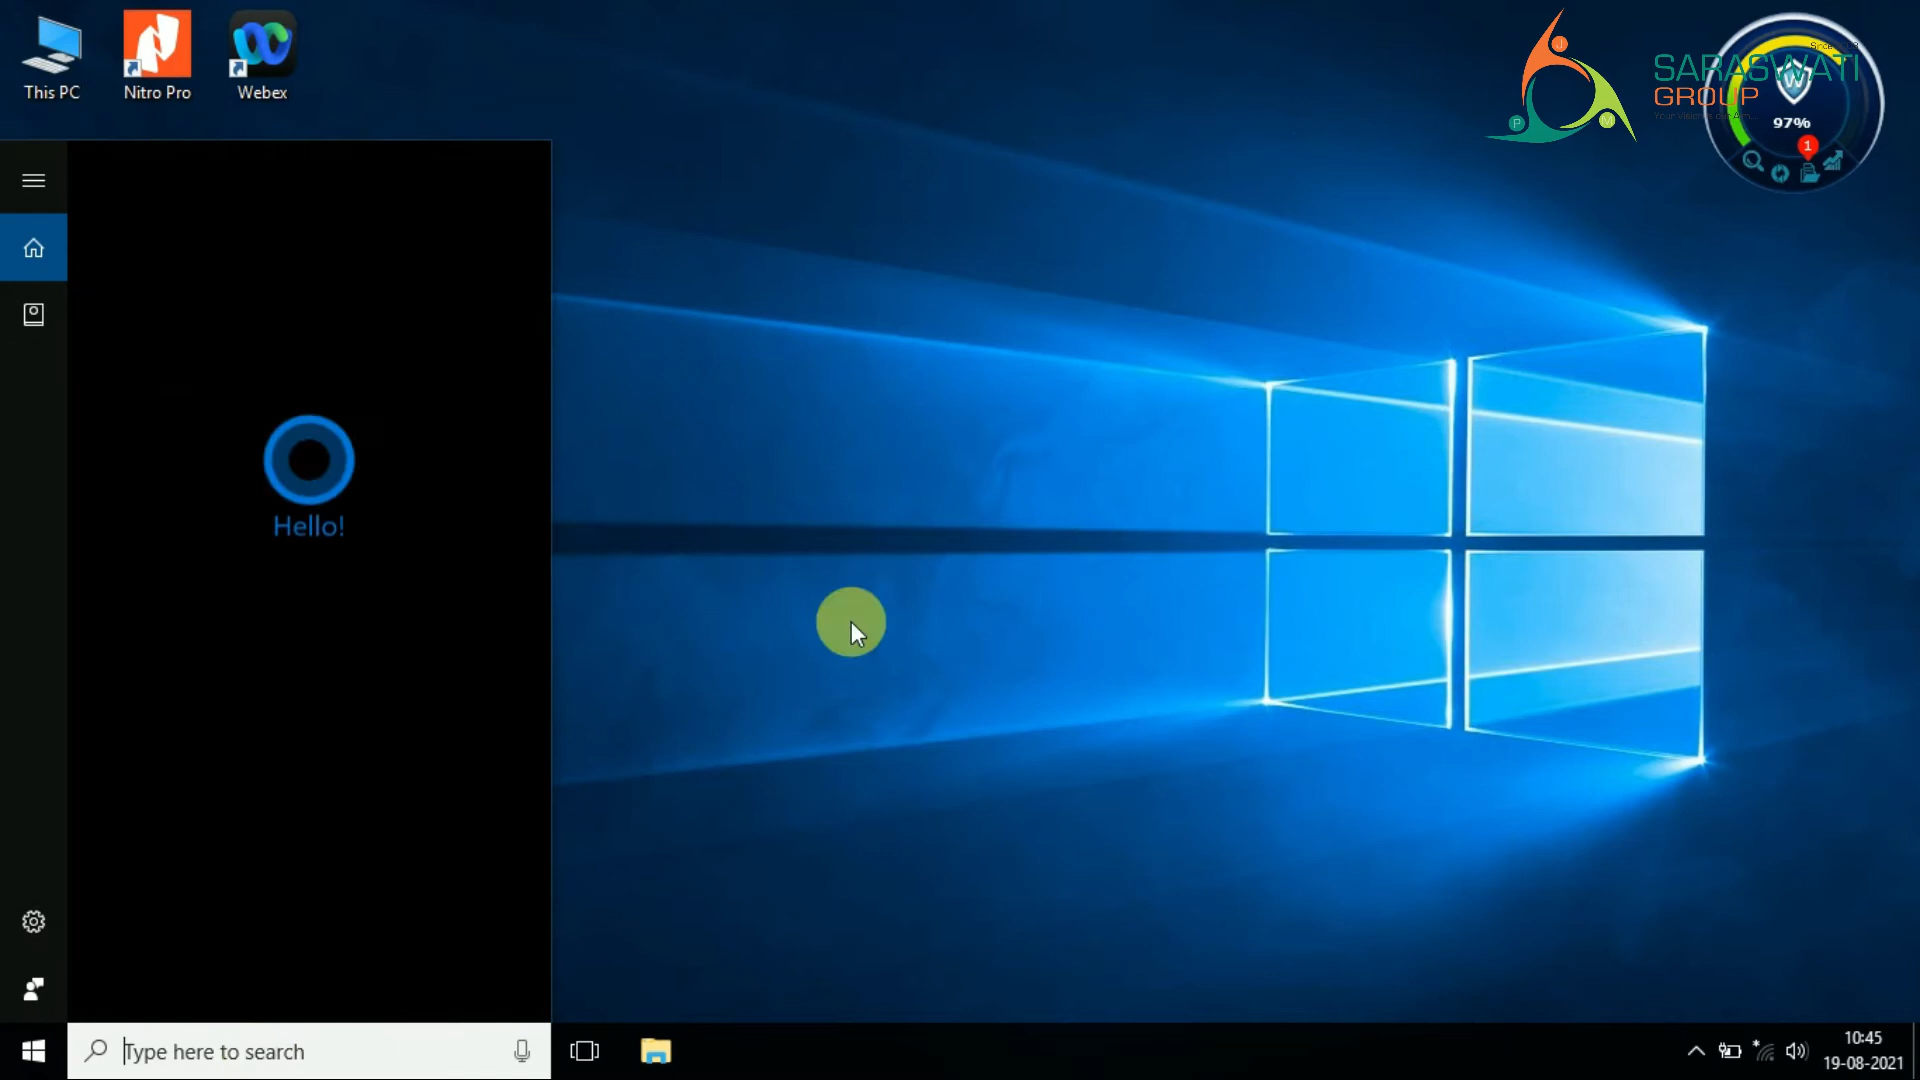 This PC
Nitro Pro
Webex
J
P
M
SARASWATI
GROUP
W
97%
1
Hello!
Type here to search
10:45
19-08-2021